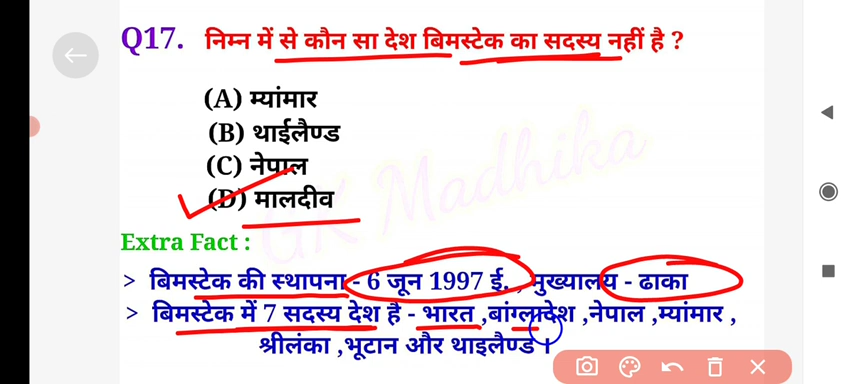 Q17. निम्न में से कौन सा देश बिमस्टेक का सदस्य नहीं है ?
(A) म्यांमार
(B) थाईलैण्ड
(C) नेपाल
(D) मालदीव
GK Madhika
Extra Fact :
> बिमस्टेक की स्थापना - 6 जून 1997 ई. , मुख्यालय - ढाका
> बिमस्टेक में 7 सदस्य देश है - भारत ,बांग्लादेश ,नेपाल ,म्यांमार ,
श्रीलंका ,भूटान और थाइलैण्ड ।